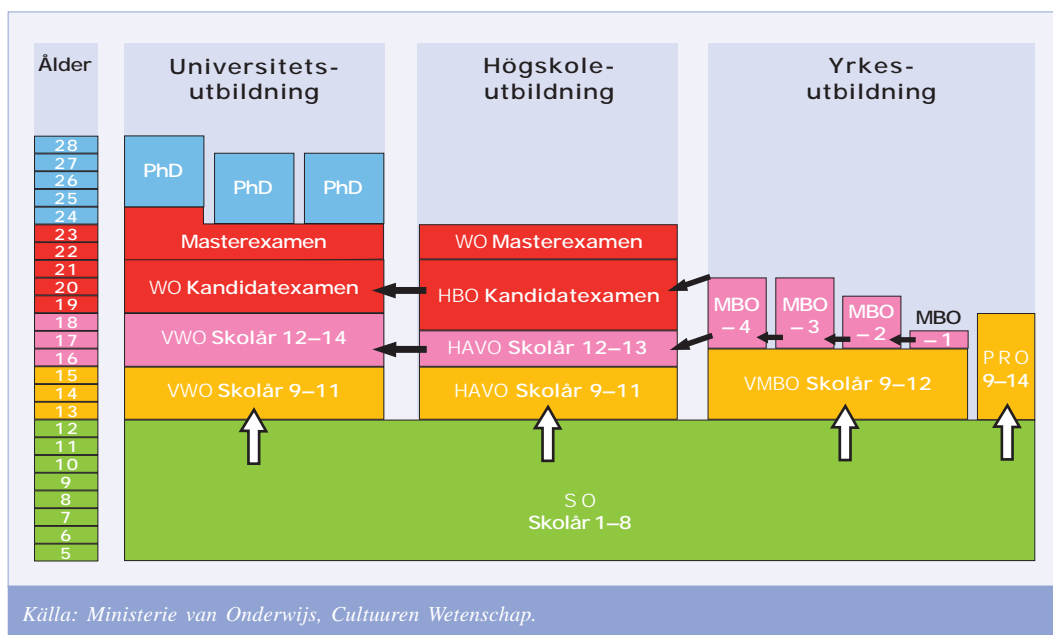 Ålder
Universitets-
utbildning
Högskole-
utbildning
Yrkes-
utbildning
28
27
26
25
24
23
22
21
20
19
18
17
16
15
14
13
12
11
10
9
8
7
6
5
PhD
PhD
PhD
Masterexamen
WO Kandidatexamen
VWO Skolår 12–14
VWO Skolår 9–11
WO Masterexamen
HBO Kandidatexamen
HAVO Skolår 12–13
HAVO Skolår 9–11
MBO
–4
MBO
–3
MBO
–2
MBO
–1
VMBO Skolår 9–12
PRO
9–14
SO
Skolår 1–8
Källa: Ministerie van Onderwijs, Cultuuren Wetenschap.